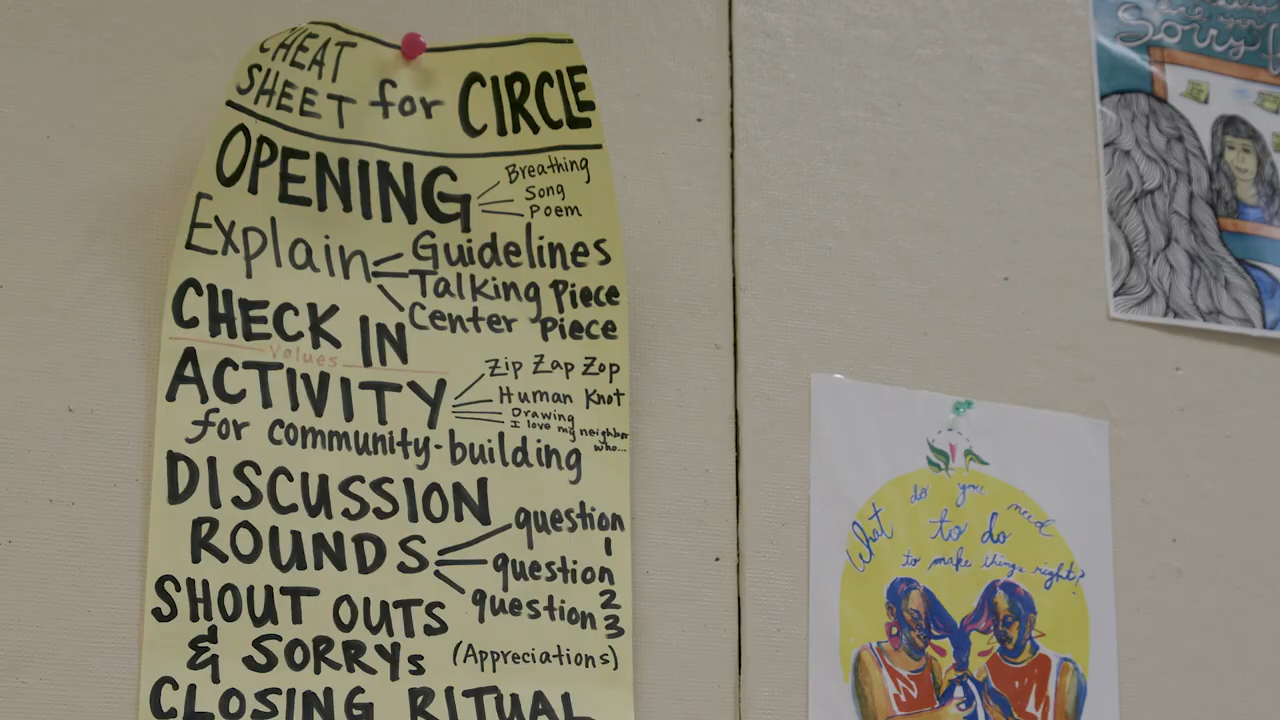 CHEAT
SHEET for CIRCLE
OPENING
Breathing
Song
Poem
Explain
Guidelines
Talking Piece
Center Piece
CHECK IN
Values
ACTIVITY
Zip Zap Zop
Human Knot
Drawing
I love my neighbor
who...
for community-building
DISCUSSION
ROUNDS
question
1
question
2
question
3
SHOUT OUTS
& SORRYs (Appreciations)
CLOSING RITUAL
Sorry
What do you need
to do
to make things right?